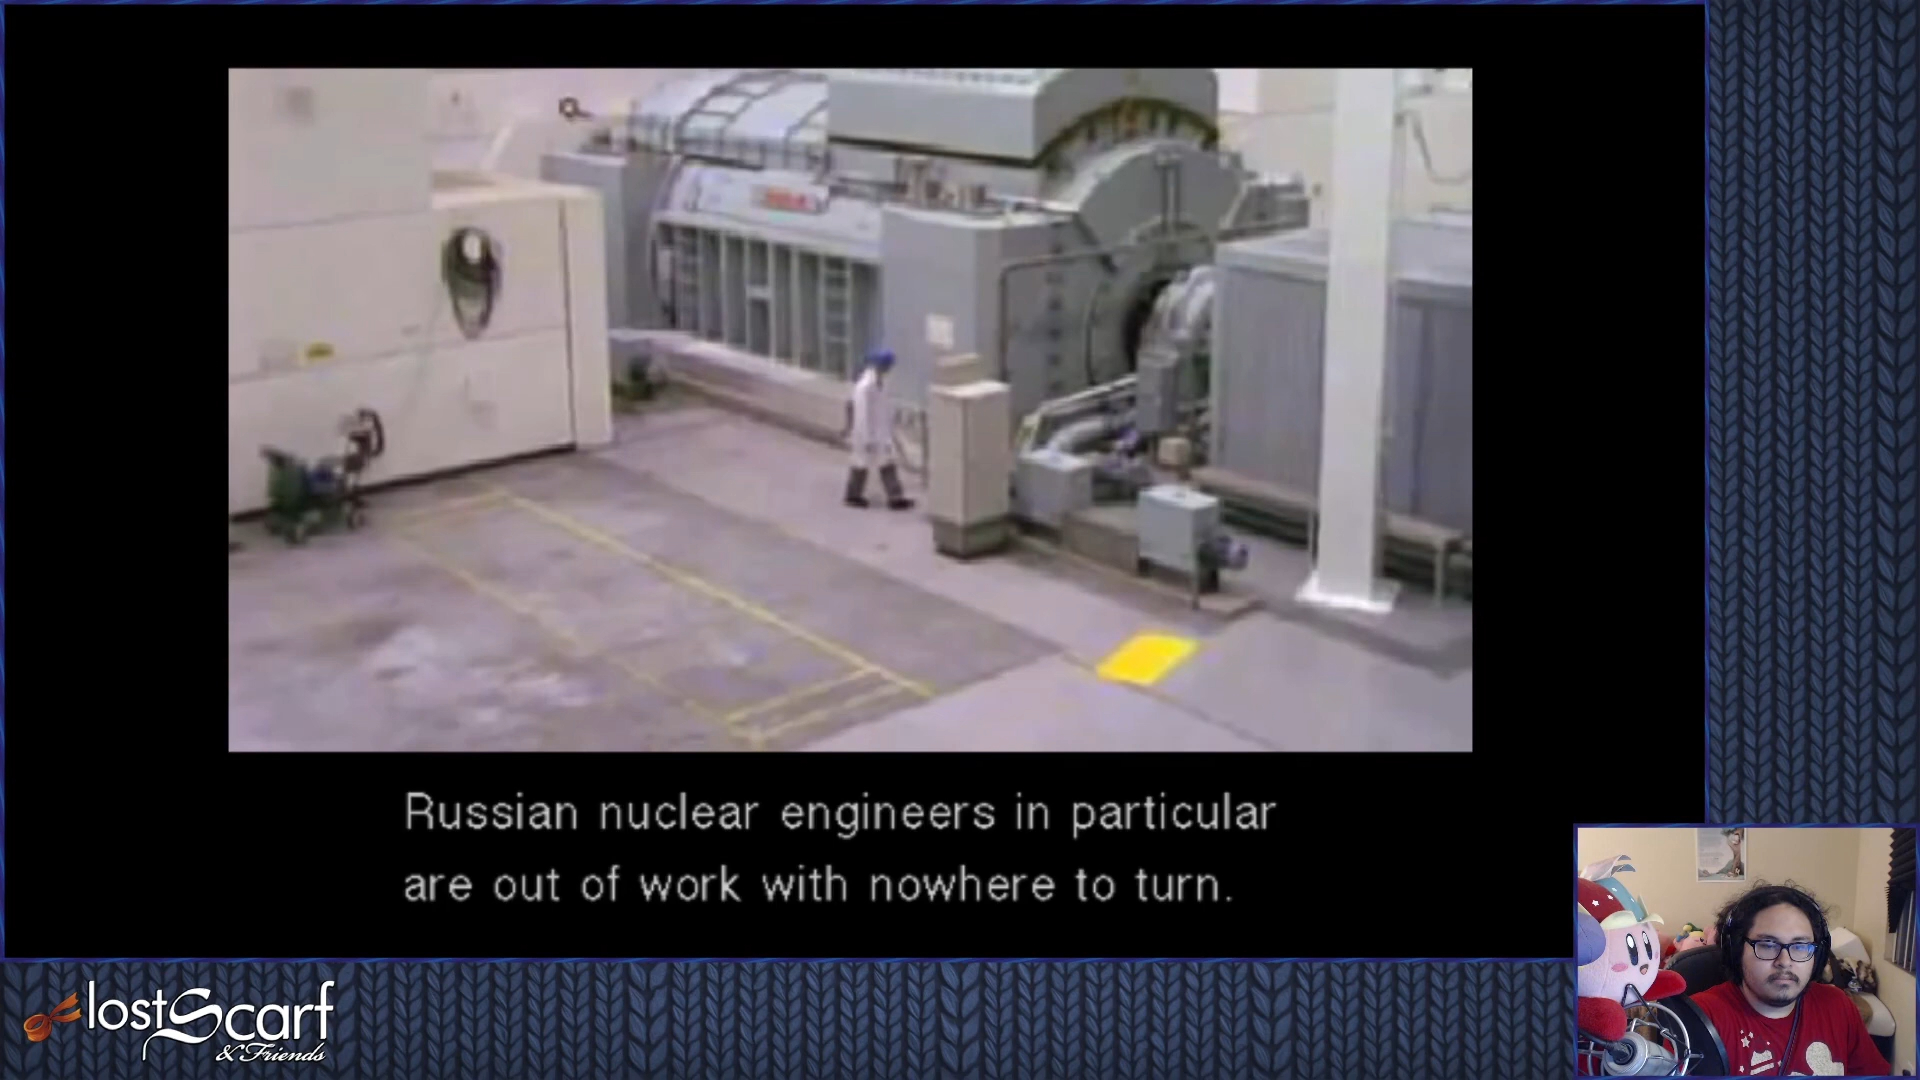 Russian nuclear engineers in particular
are out of work with nowhere to turn.
lostScarf
& Friends